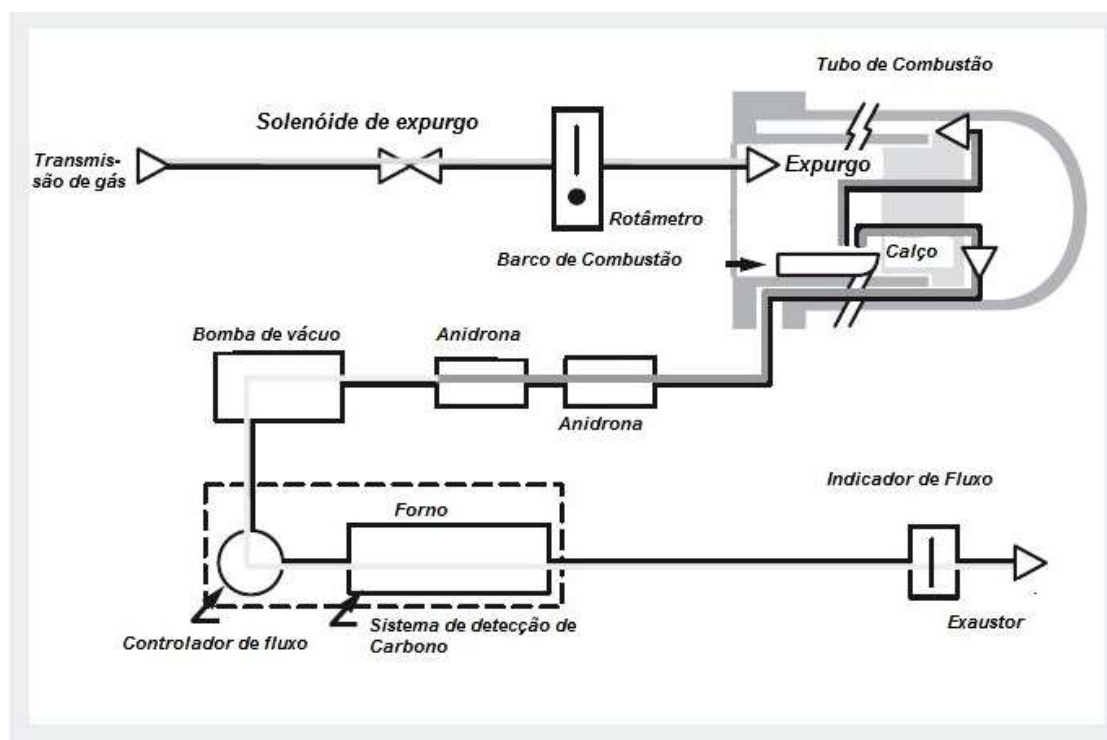 Tubo de Combustão
Solenóide de expurgo
Transmis-
são de gás
Expurgo
Rotâmetro
Barco de Combustão
Calço
Bomba de vácuo
Anidrona
Anidrona
Indicador de Fluxo
Forno
Controlador de fluxo
Sistema de detecção de
Carbono
Exaustor